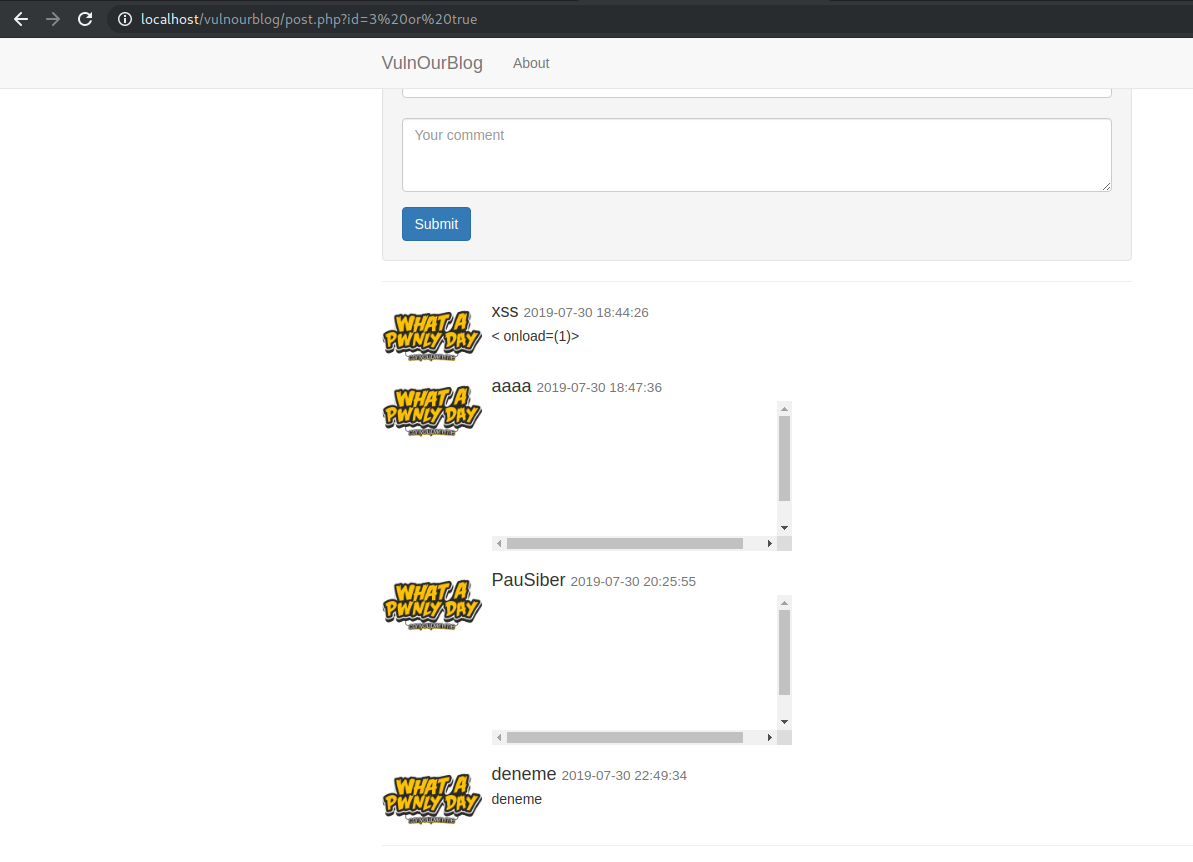 localhost/vulnourblog/post.php?id=3%20or%20true
VulnOurBlog About
Your comment
Submit
WHAT A
PWNLY DAY
xss 2019-07-30 18:44:26
< onload=(1)>
WHAT A
PWNLY DAY
aaaa 2019-07-30 18:47:36
WHAT A
PWNLY DAY
PauSiber 2019-07-30 20:25:55
WHAT A
PWNLY DAY
deneme 2019-07-30 22:49:34
deneme